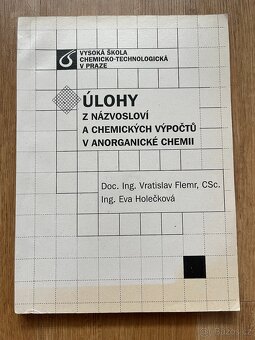 VYSOKÁ ŠKOLA
CHEMICKO-TECHNOLOGICKÁ
V PRAZE
ÚLOHY
Z NÁZVOSLOVÍ
A CHEMICKÝCH VÝPOČTŮ
V ANORGANICKÉ CHEMII
Doc. Ing. Vratislav Flemr, CSc.
Ing. Eva Holečková